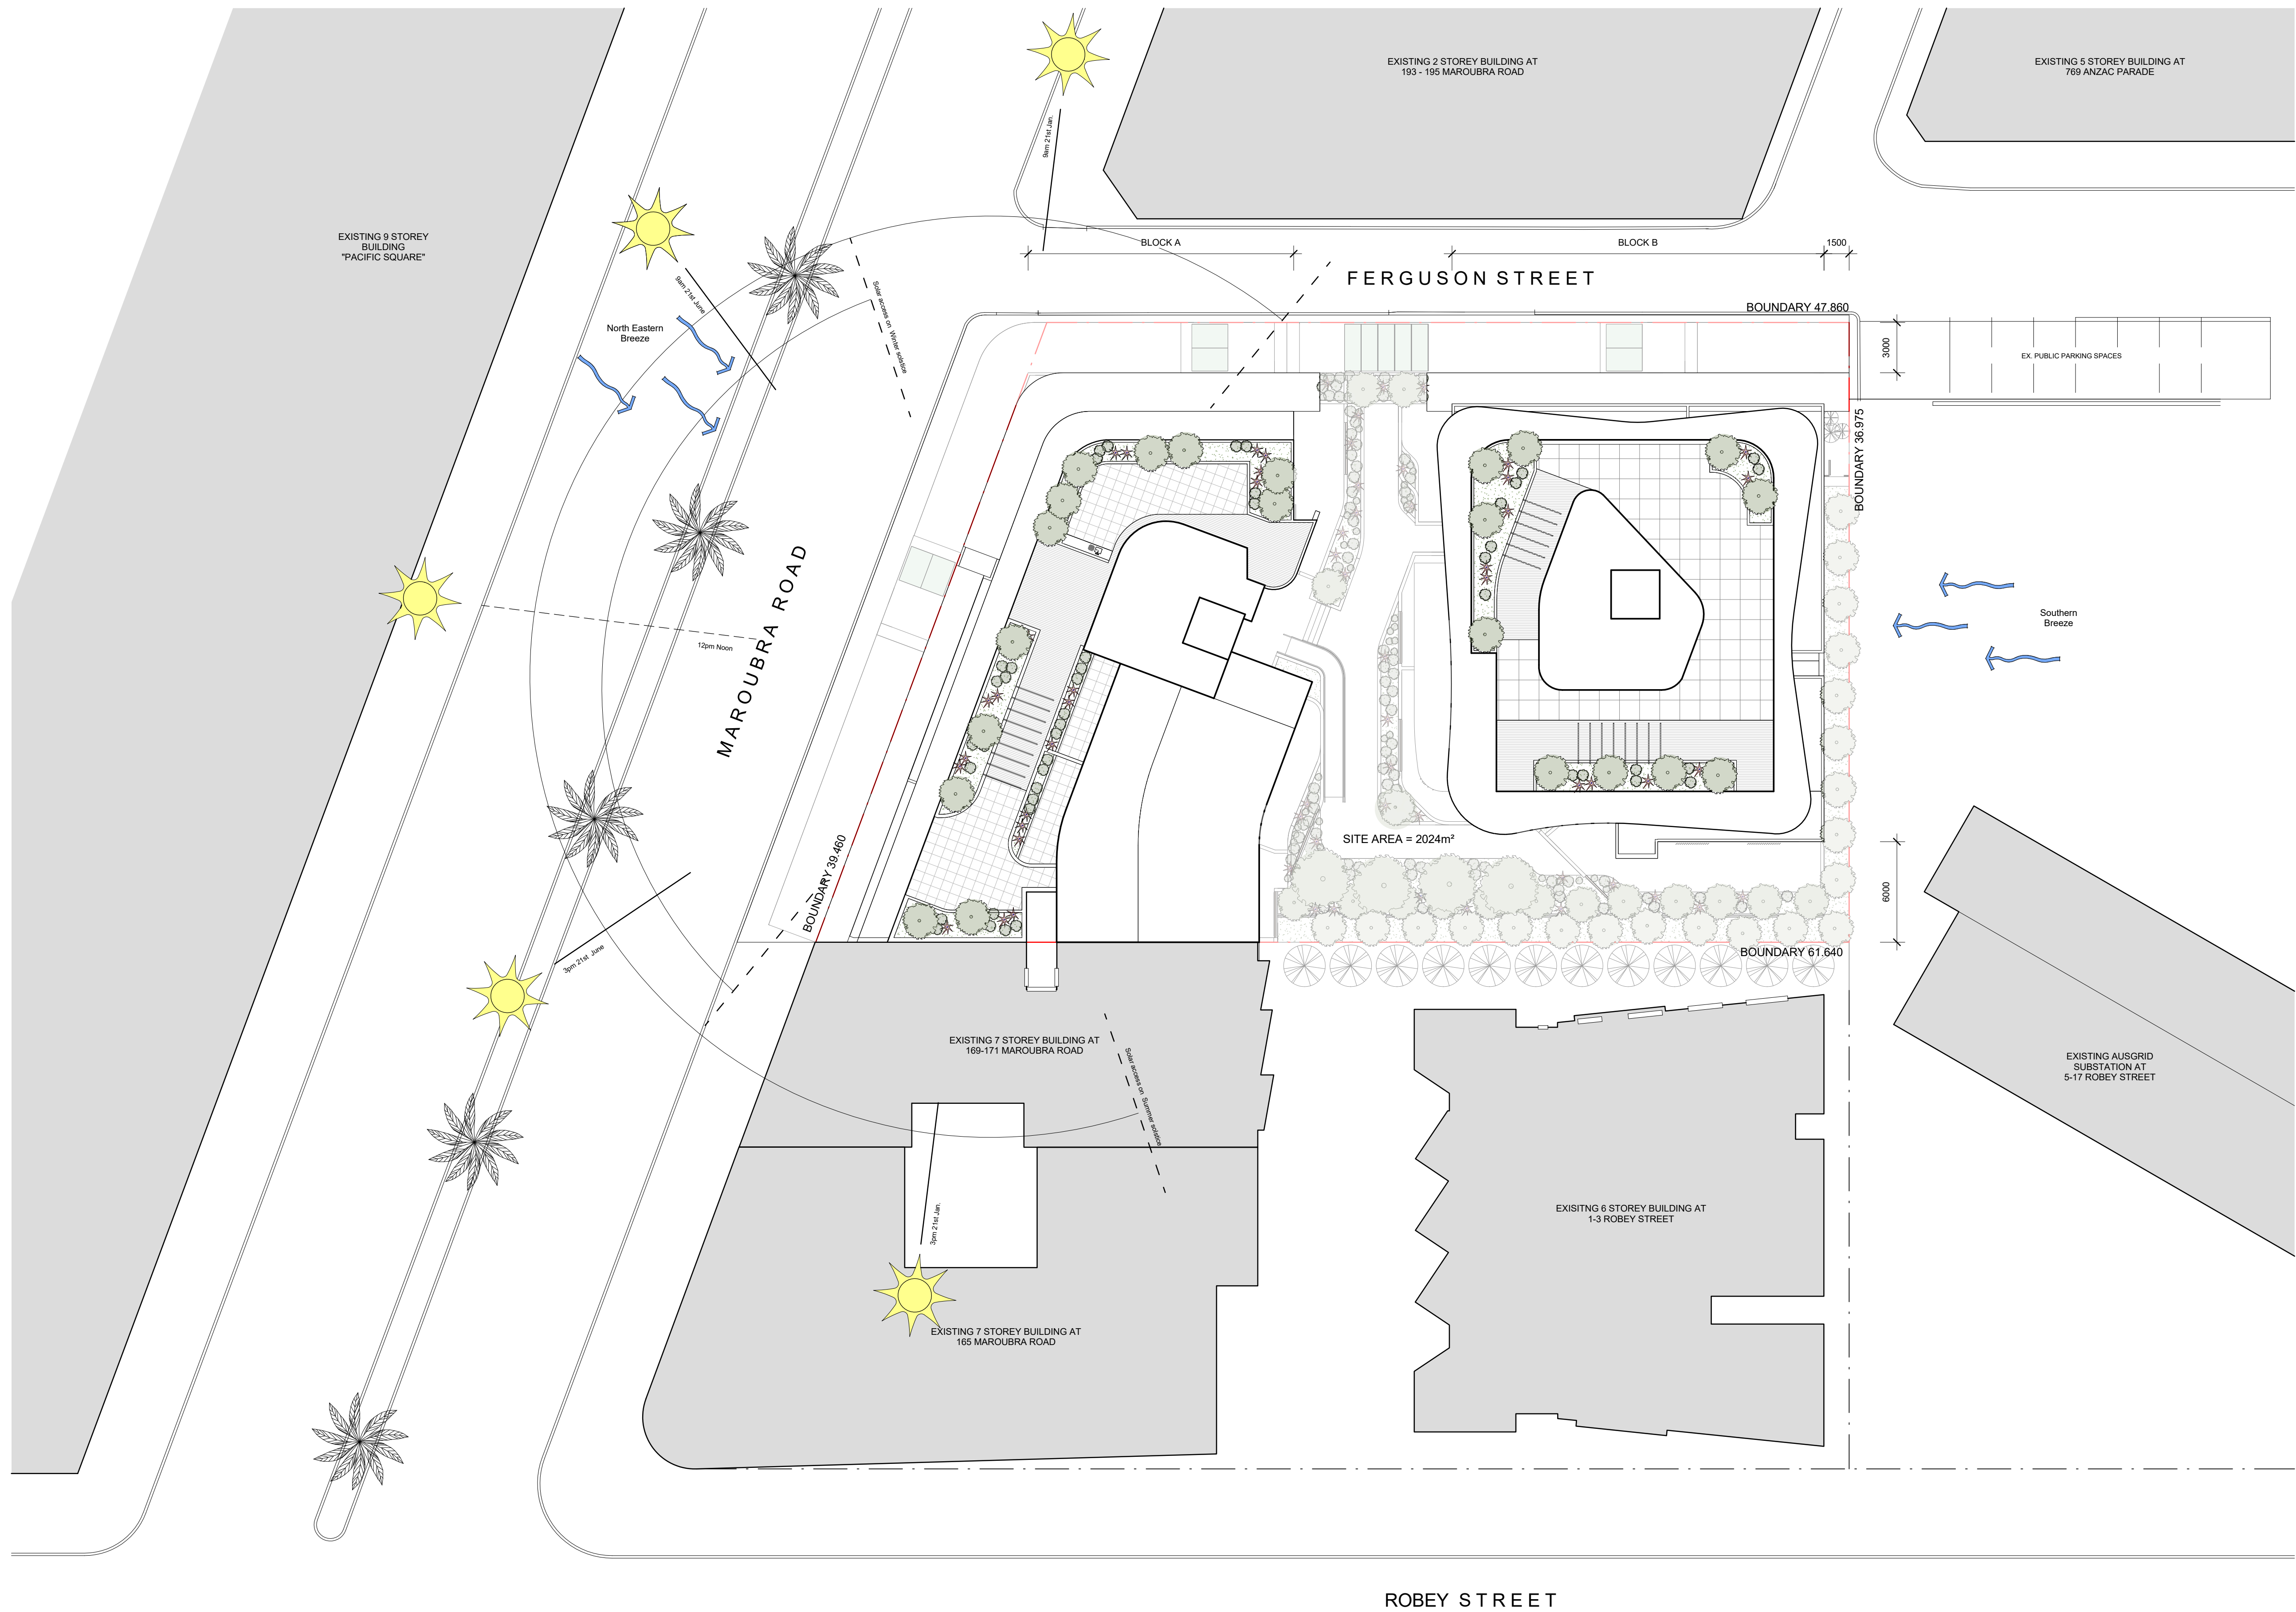 EXISTING 2 STOREY BUILDING AT
193 - 195 MAROUBRA ROAD
EXISTING 5 STOREY BUILDING AT
769 ANZAC PARADE
9am 21st Jan.
EXISTING 9 STOREY
BUILDING
"PACIFIC SQUARE"
BLOCK A
BLOCK B
1500
FERGUSON STREET
9am 21st June
Solar access on Winter solstice
North Eastern
Breeze
BOUNDARY 47.860
3000
EX. PUBLIC PARKING SPACES
BOUNDARY 36.975
MAROUBRA ROAD
12pm Noon
Southern
Breeze
SITE AREA = 2024m²
BOUNDARY 39.460
6000
BOUNDARY 61.640
3pm 21st June
EXISTING 7 STOREY BUILDING AT
169-171 MAROUBRA ROAD
Solar access on Summer solstice
EXISTING AUSGRID
SUBSTATION AT
5-17 ROBEY STREET
3pm 21st Jan.
EXISITNG 6 STOREY BUILDING AT
1-3 ROBEY STREET
EXISTING 7 STOREY BUILDING AT
165 MAROUBRA ROAD
ROBEY STREET